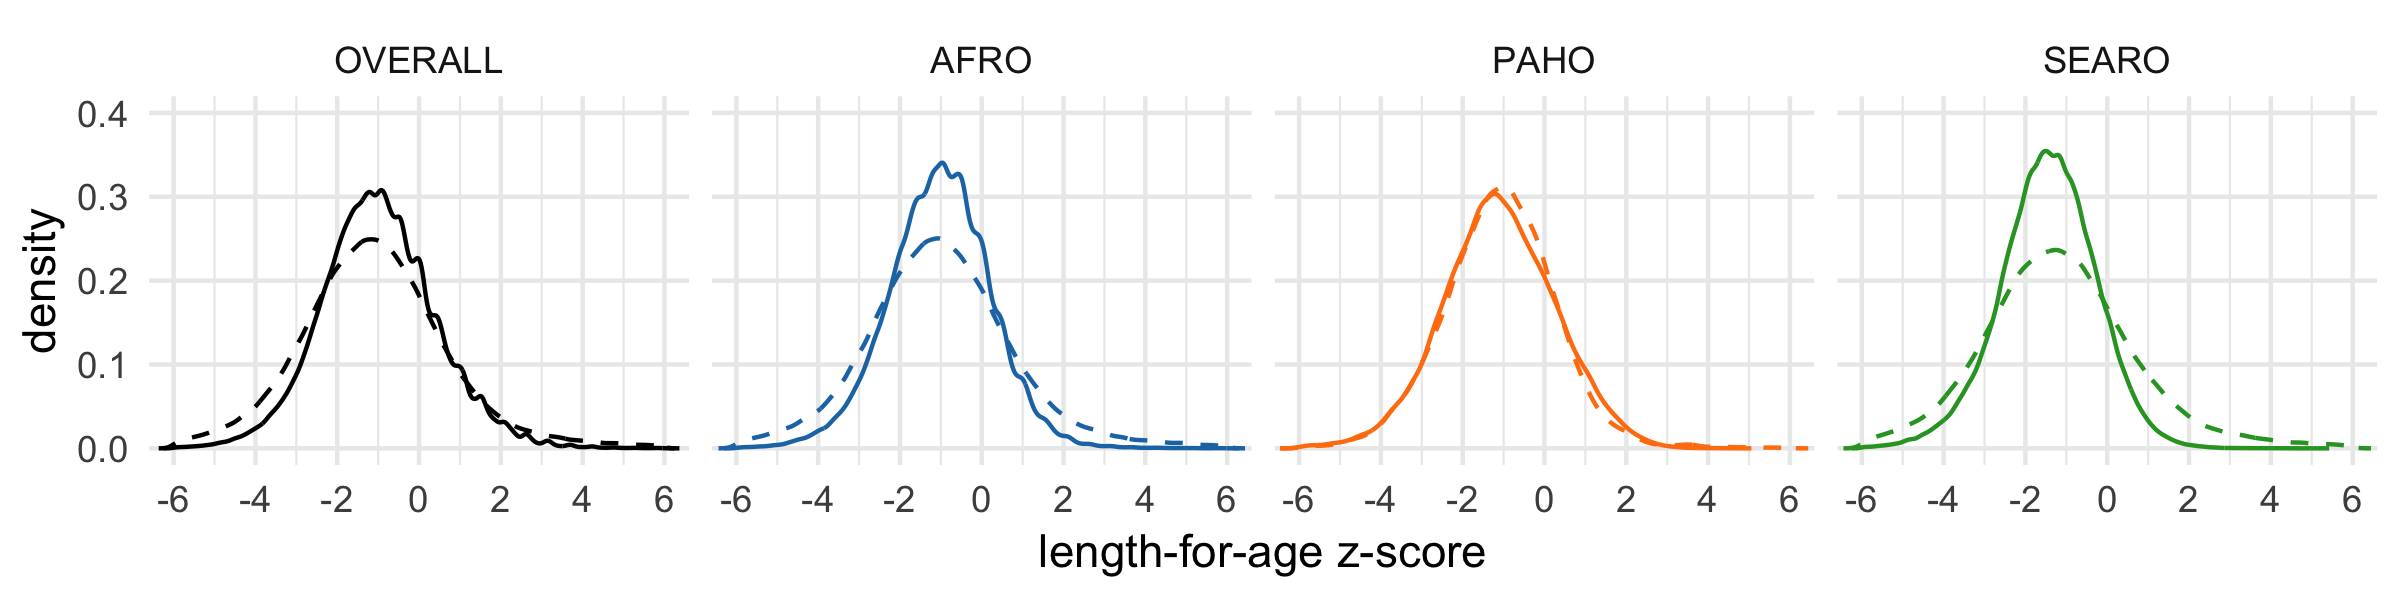 OVERALL AFRO PAHO SEARO
density
0.4
0.3
0.2
0.1
0.0
-6 -4 -2 0 2 4 6 -6 -4 -2 0 2 4 6 -6 -4 -2 0 2 4 6 -6 -4 -2 0 2 4 6
length-for-age z-score